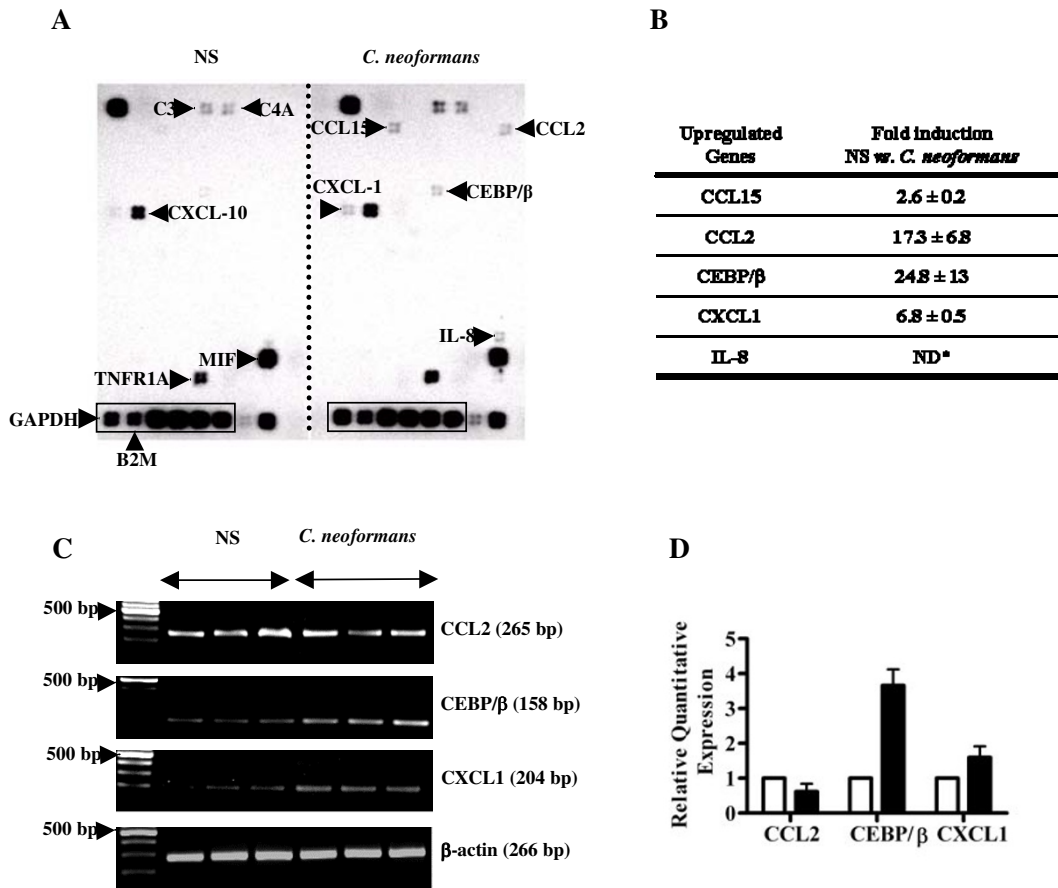 A
NS
C. neoformans
C3
C4A
CCL15
CCL2
CXCL-1
CEBP/β
CXCL-10
IL-8
MIF
TNFR1A
GAPDH
B2M
B
Upregulated Genes
Fold induction
NS vs. C. neoformans
CCL15 2.6 ± 0.2
CCL2 17.3 ± 6.8
CEBP/β 24.8 ± 13
CXCL1 6.8 ± 0.5
IL-8 ND*
C
NS
C. neoformans
500 bp
CCL2 (265 bp)
500 bp
CEBP/β (158 bp)
500 bp
CXCL1 (204 bp)
500 bp
β-actin (266 bp)
D
Relative Quantitative
Expression
5
4
3
2
1
0
CCL2 CEBP/β CXCL1